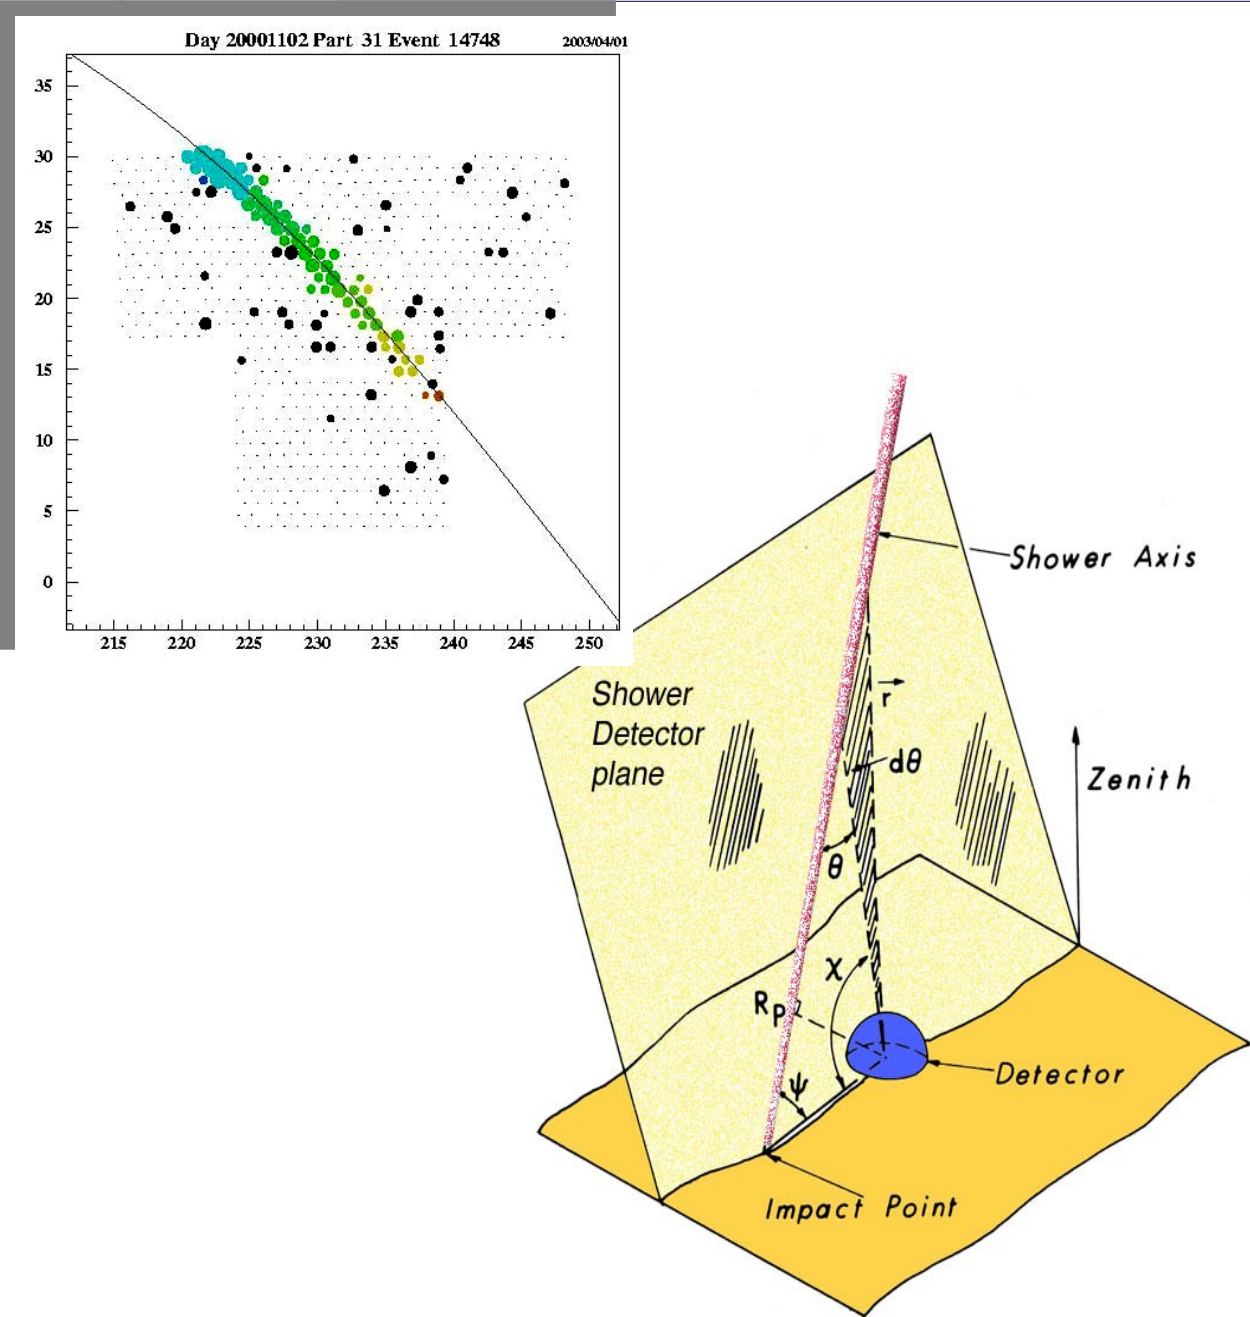 Day 20001102 Part 31 Event 14748
2003/04/01
35
30
25
20
15
10
5
0
215 220 225 230 235 240 245 250
Shower Axis
Shower
Detector
plane
r
dθ
Zenith
θ
χ
Rp
ψ
Detector
Impact Point